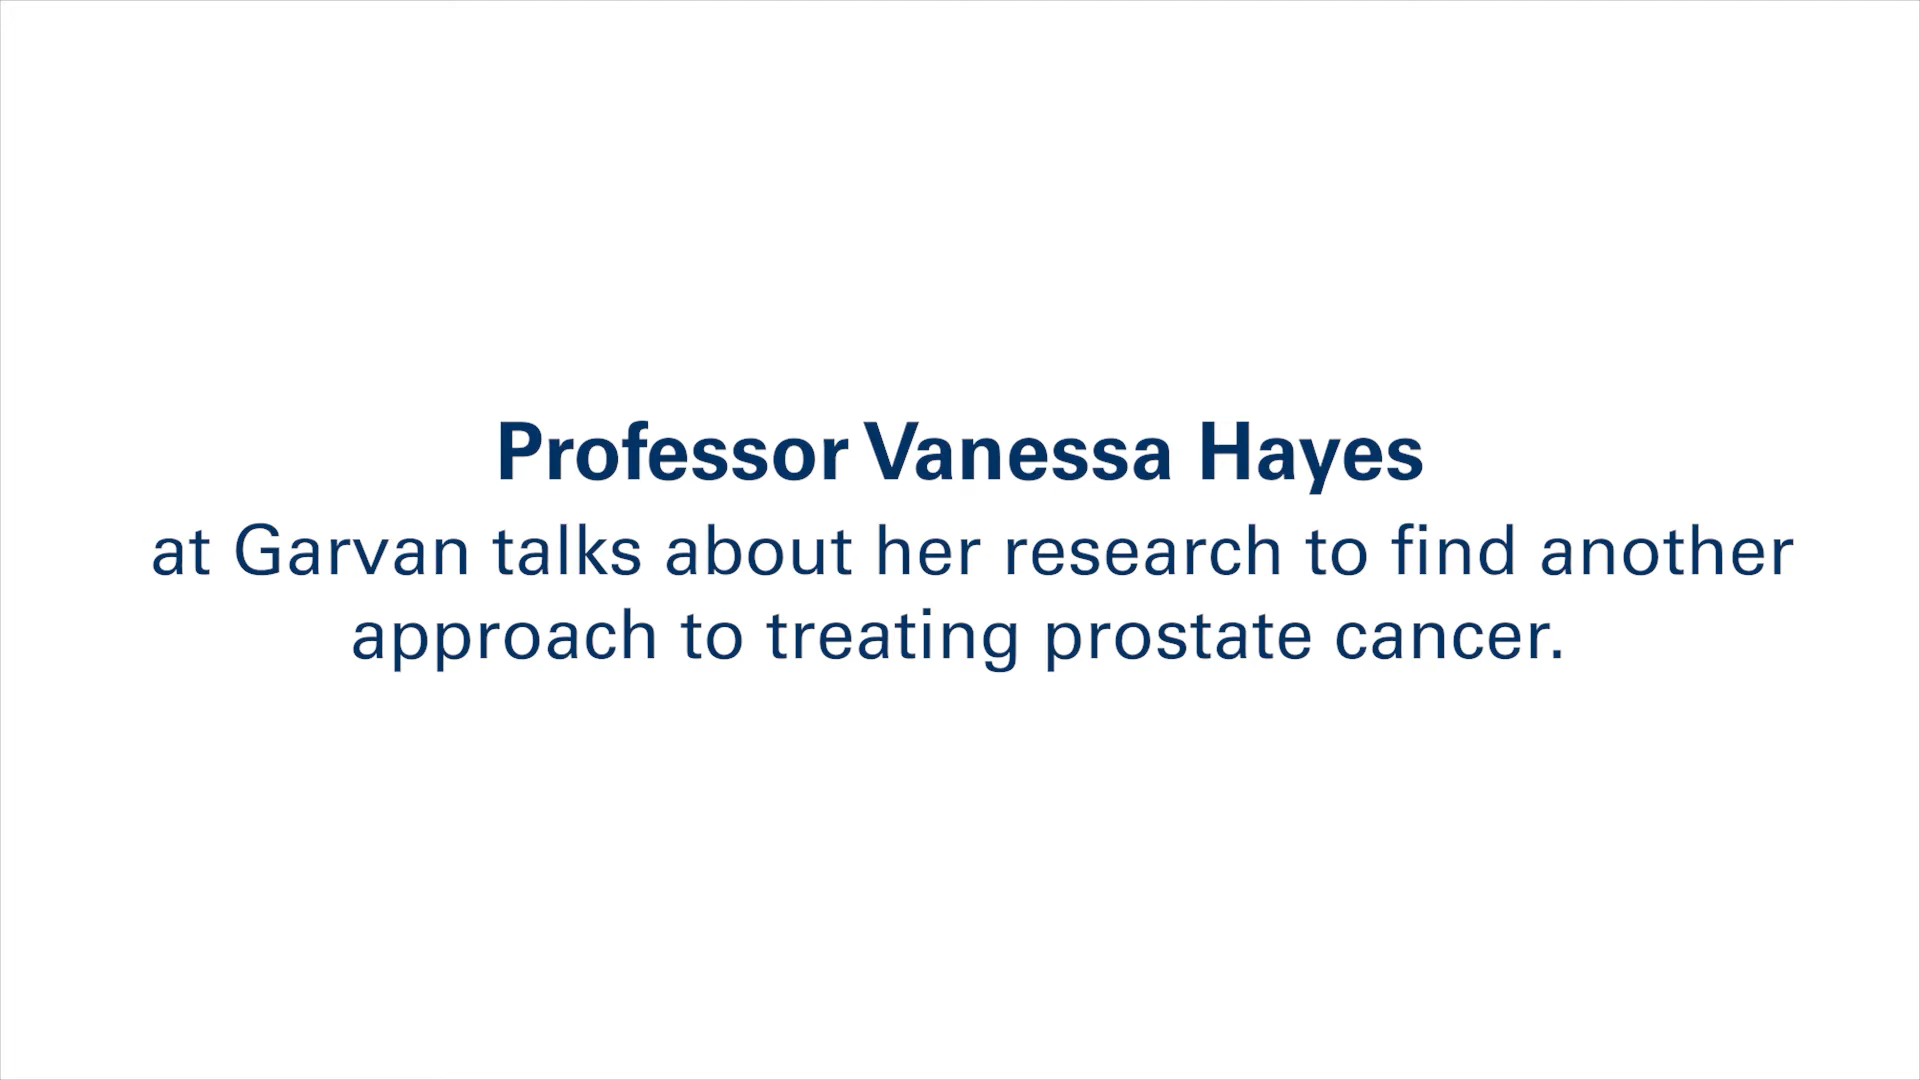 Professor Vanessa Hayes
at Garvan talks about her research to find another
approach to treating prostate cancer.